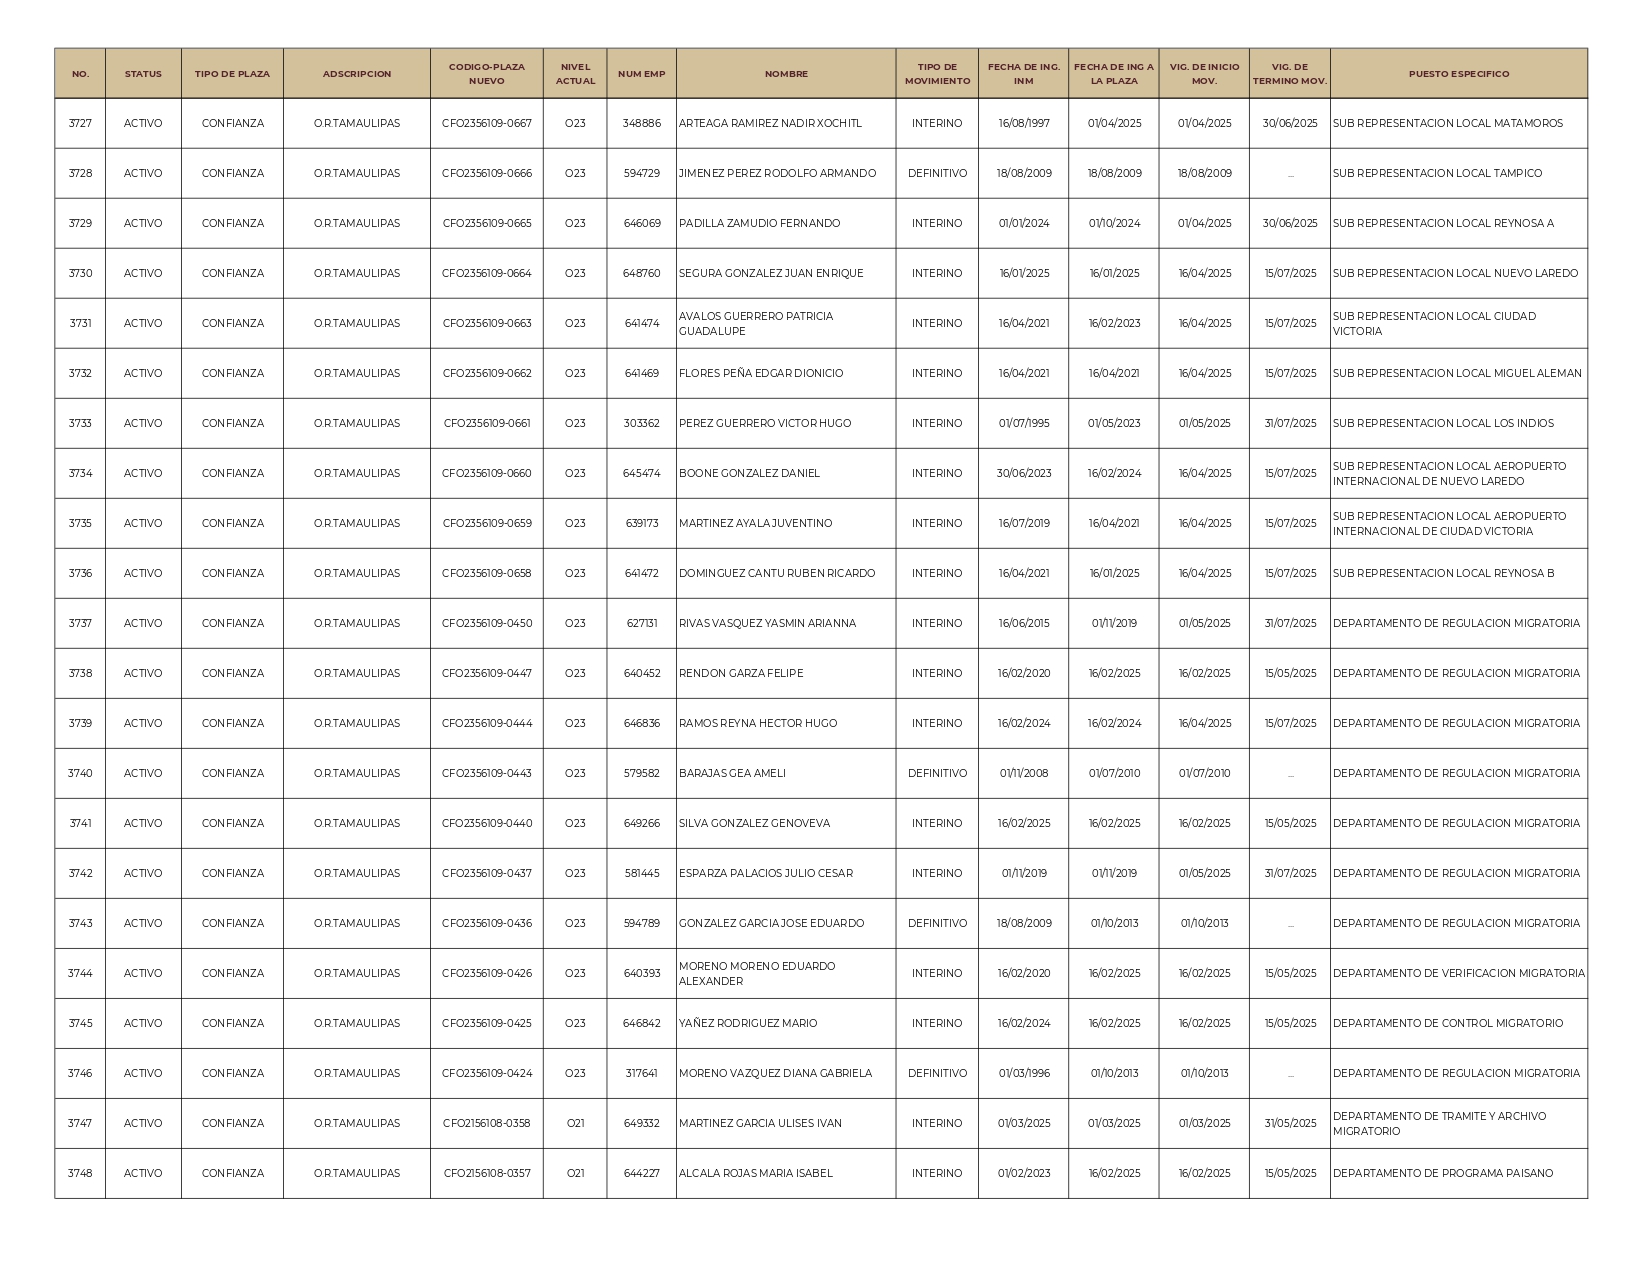 NO. STATUS TIPO DE PLAZA ADSCRIPCION CODIGO-PLAZA NUEVO NIVEL ACTUAL NUM EMP NOMBRE TIPO DE MOVIMIENTO FECHA DE ING. INM FECHA DE ING A LA PLAZA VIG. DE INICIO MOV. VIG. DE TERMINO MOV. PUESTO ESPECIFICO
3727 ACTIVO CONFIANZA O.R.TAMAULIPAS CFO2356109-0667 O23 348886 ARTEAGA RAMIREZ NADIR XOCHITL INTERINO 16/08/1997 01/04/2025 01/04/2025 30/06/2025 SUB REPRESENTACION LOCAL MATAMOROS
3728 ACTIVO CONFIANZA O.R.TAMAULIPAS CFO2356109-0666 O23 594729 JIMENEZ PEREZ RODOLFO ARMANDO DEFINITIVO 18/08/2009 18/08/2009 18/08/2009 ... SUB REPRESENTACION LOCAL TAMPICO
3729 ACTIVO CONFIANZA O.R.TAMAULIPAS CFO2356109-0665 O23 646069 PADILLA ZAMUDIO FERNANDO INTERINO 01/01/2024 01/10/2024 01/04/2025 30/06/2025 SUB REPRESENTACION LOCAL REYNOSA A
3730 ACTIVO CONFIANZA O.R.TAMAULIPAS CFO2356109-0664 O23 648760 SEGURA GONZALEZ JUAN ENRIQUE INTERINO 16/01/2025 16/01/2025 16/04/2025 15/07/2025 SUB REPRESENTACION LOCAL NUEVO LAREDO
3731 ACTIVO CONFIANZA O.R.TAMAULIPAS CFO2356109-0663 O23 641474 AVALOS GUERRERO PATRICIA GUADALUPE INTERINO 16/04/2021 16/02/2023 16/04/2025 15/07/2025 SUB REPRESENTACION LOCAL CIUDAD VICTORIA
3732 ACTIVO CONFIANZA O.R.TAMAULIPAS CFO2356109-0662 O23 641469 FLORES PEÑA EDGAR DIONICIO INTERINO 16/04/2021 16/04/2021 16/04/2025 15/07/2025 SUB REPRESENTACION LOCAL MIGUEL ALEMAN
3733 ACTIVO CONFIANZA O.R.TAMAULIPAS CFO2356109-0661 O23 303362 PEREZ GUERRERO VICTOR HUGO INTERINO 01/07/1995 01/05/2023 01/05/2025 31/07/2025 SUB REPRESENTACION LOCAL LOS INDIOS
3734 ACTIVO CONFIANZA O.R.TAMAULIPAS CFO2356109-0660 O23 645474 BOONE GONZALEZ DANIEL INTERINO 30/06/2023 16/02/2024 16/04/2025 15/07/2025 SUB REPRESENTACION LOCAL AEROPUERTO INTERNACIONAL DE NUEVO LAREDO
3735 ACTIVO CONFIANZA O.R.TAMAULIPAS CFO2356109-0659 O23 639173 MARTINEZ AYALA JUVENTINO INTERINO 16/07/2019 16/04/2021 16/04/2025 15/07/2025 SUB REPRESENTACION LOCAL AEROPUERTO INTERNACIONAL DE CIUDAD VICTORIA
3736 ACTIVO CONFIANZA O.R.TAMAULIPAS CFO2356109-0658 O23 641472 DOMINGUEZ CANTU RUBEN RICARDO INTERINO 16/04/2021 16/01/2025 16/04/2025 15/07/2025 SUB REPRESENTACION LOCAL REYNOSA B
3737 ACTIVO CONFIANZA O.R.TAMAULIPAS CFO2356109-0450 O23 627131 RIVAS VASQUEZ YASMIN ARIANNA INTERINO 16/06/2015 01/11/2019 01/05/2025 31/07/2025 DEPARTAMENTO DE REGULACION MIGRATORIA
3738 ACTIVO CONFIANZA O.R.TAMAULIPAS CFO2356109-0447 O23 640452 RENDON GARZA FELIPE INTERINO 16/02/2020 16/02/2025 16/02/2025 15/05/2025 DEPARTAMENTO DE REGULACION MIGRATORIA
3739 ACTIVO CONFIANZA O.R.TAMAULIPAS CFO2356109-0444 O23 646836 RAMOS REYNA HECTOR HUGO INTERINO 16/02/2024 16/02/2024 16/04/2025 15/07/2025 DEPARTAMENTO DE REGULACION MIGRATORIA
3740 ACTIVO CONFIANZA O.R.TAMAULIPAS CFO2356109-0443 O23 579582 BARAJAS GEA AMELI DEFINITIVO 01/11/2008 01/07/2010 01/07/2010 ... DEPARTAMENTO DE REGULACION MIGRATORIA
3741 ACTIVO CONFIANZA O.R.TAMAULIPAS CFO2356109-0440 O23 649266 SILVA GONZALEZ GENOVEVA INTERINO 16/02/2025 16/02/2025 16/02/2025 15/05/2025 DEPARTAMENTO DE REGULACION MIGRATORIA
3742 ACTIVO CONFIANZA O.R.TAMAULIPAS CFO2356109-0437 O23 581445 ESPARZA PALACIOS JULIO CESAR INTERINO 01/11/2019 01/11/2019 01/05/2025 31/07/2025 DEPARTAMENTO DE REGULACION MIGRATORIA
3743 ACTIVO CONFIANZA O.R.TAMAULIPAS CFO2356109-0436 O23 594789 GONZALEZ GARCIA JOSE EDUARDO DEFINITIVO 18/08/2009 01/10/2013 01/10/2013 ... DEPARTAMENTO DE REGULACION MIGRATORIA
3744 ACTIVO CONFIANZA O.R.TAMAULIPAS CFO2356109-0426 O23 640393 MORENO MORENO EDUARDO ALEXANDER INTERINO 16/02/2020 16/02/2025 16/02/2025 15/05/2025 DEPARTAMENTO DE VERIFICACION MIGRATORIA
3745 ACTIVO CONFIANZA O.R.TAMAULIPAS CFO2356109-0425 O23 646842 YAÑEZ RODRIGUEZ MARIO INTERINO 16/02/2024 16/02/2025 16/02/2025 15/05/2025 DEPARTAMENTO DE CONTROL MIGRATORIO
3746 ACTIVO CONFIANZA O.R.TAMAULIPAS CFO2356109-0424 O23 317641 MORENO VAZQUEZ DIANA GABRIELA DEFINITIVO 01/03/1996 01/10/2013 01/10/2013 ... DEPARTAMENTO DE REGULACION MIGRATORIA
3747 ACTIVO CONFIANZA O.R.TAMAULIPAS CFO2156108-0358 O21 649332 MARTINEZ GARCIA ULISES IVAN INTERINO 01/03/2025 01/03/2025 01/03/2025 31/05/2025 DEPARTAMENTO DE TRAMITE Y ARCHIVO MIGRATORIO
3748 ACTIVO CONFIANZA O.R.TAMAULIPAS CFO2156108-0357 O21 644227 ALCALA ROJAS MARIA ISABEL INTERINO 01/02/2023 16/02/2025 16/02/2025 15/05/2025 DEPARTAMENTO DE PROGRAMA PAISANO